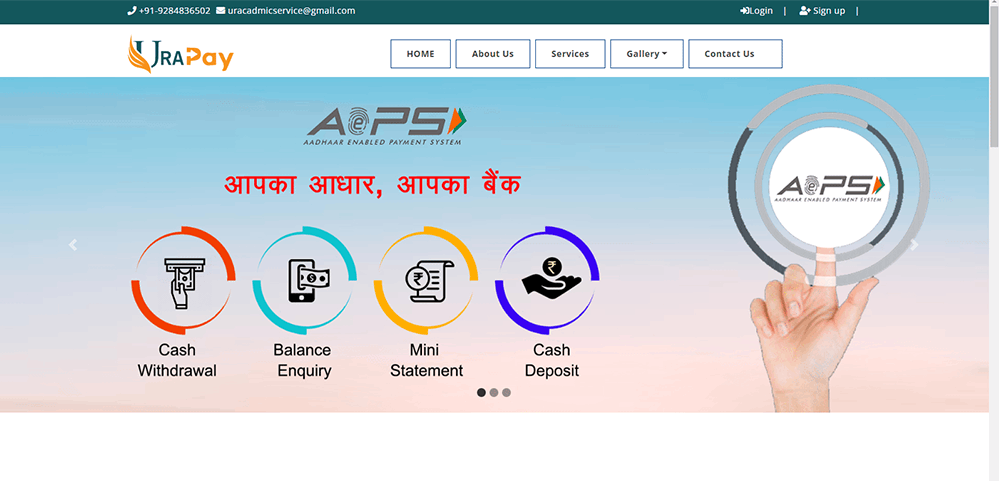 +91-9284836502 uracadmicservice@gmail.com Login | Sign up |
URAPay HOME About Us Services Gallery Contact Us
AePS
AADHAAR ENABLED PAYMENT SYSTEM
आपका आधार, आपका बैंक
AePS
AADHAAR ENABLED PAYMENT SYSTEM
Cash
Withdrawal
Balance
Enquiry
Mini
Statement
Cash
Deposit